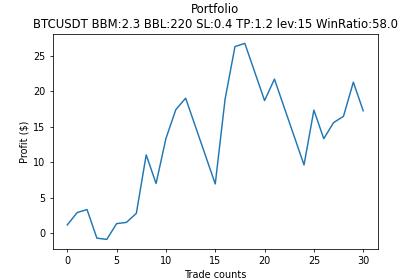 Portfolio
BTCUSDT BBM:2.3 BBL:220 SL:0.4 TP:1.2 lev:15 WinRatio:58.0
Profit ($)
25
20
15
10
5
0
0 5 10 15 20 25 30
Trade counts